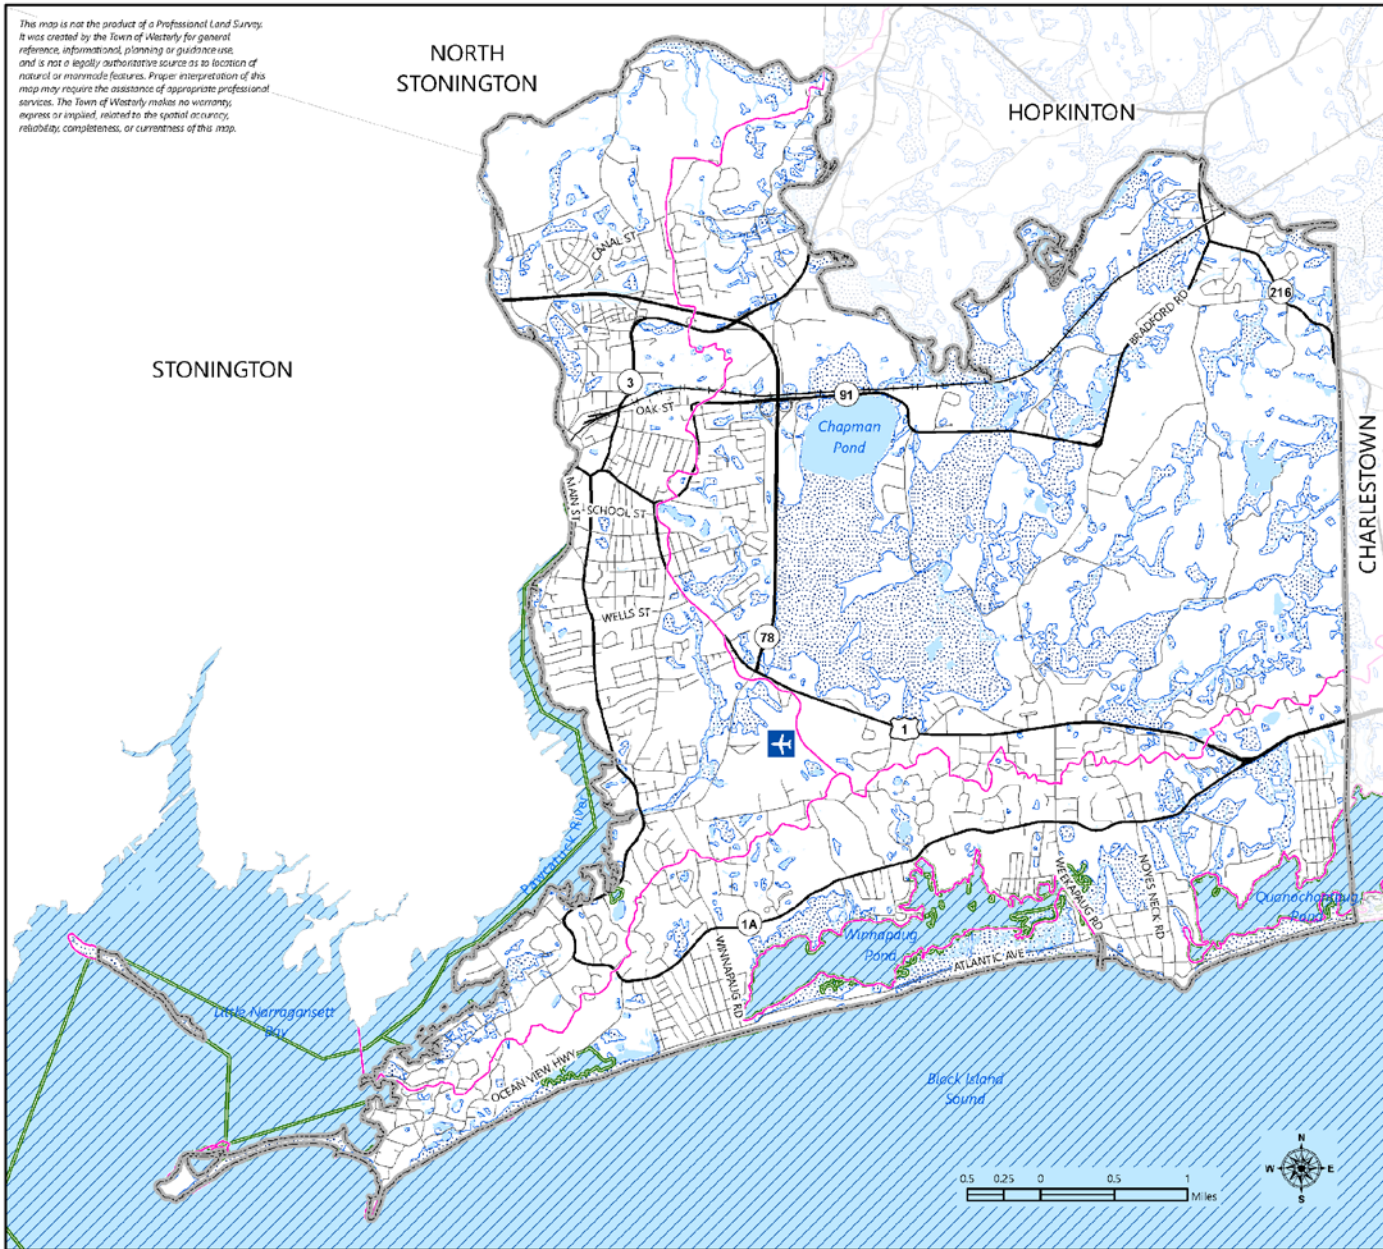 This map is not the product of a Professional Land Survey.
It was created by the Town of Westerly for general
reference, informational, planning or guidance use,
and is not a legally authoritative source as to location of
natural or manmade features. Proper interpretation of this
map may require the assistance of appropriate professional
services. The Town of Westerly makes no warranty,
express or implied, related to the spatial accuracy,
reliability, completeness, or currentness of this map.
NORTH
STONINGTON
HOPKINTON
CANAL ST
216
BRADFORD RD
STONINGTON
3
91
OAK ST
Chapman
Pond
CHARLESTOWN
MAIN ST
SCHOOL ST
WELLS ST
78
1
Pawcatuck River
WEEKAPAUG RD
NOYES NECK RD
Quanochontaug
Pond
1A
WINNAPAUG RD
Winnapaug
Pond
ATLANTIC AVE
Little Narragansett
Bay
OCEAN VIEW HWY
Block Island
Sound
N
W
E
S
0.5 0.25 0 0.5 1
Miles